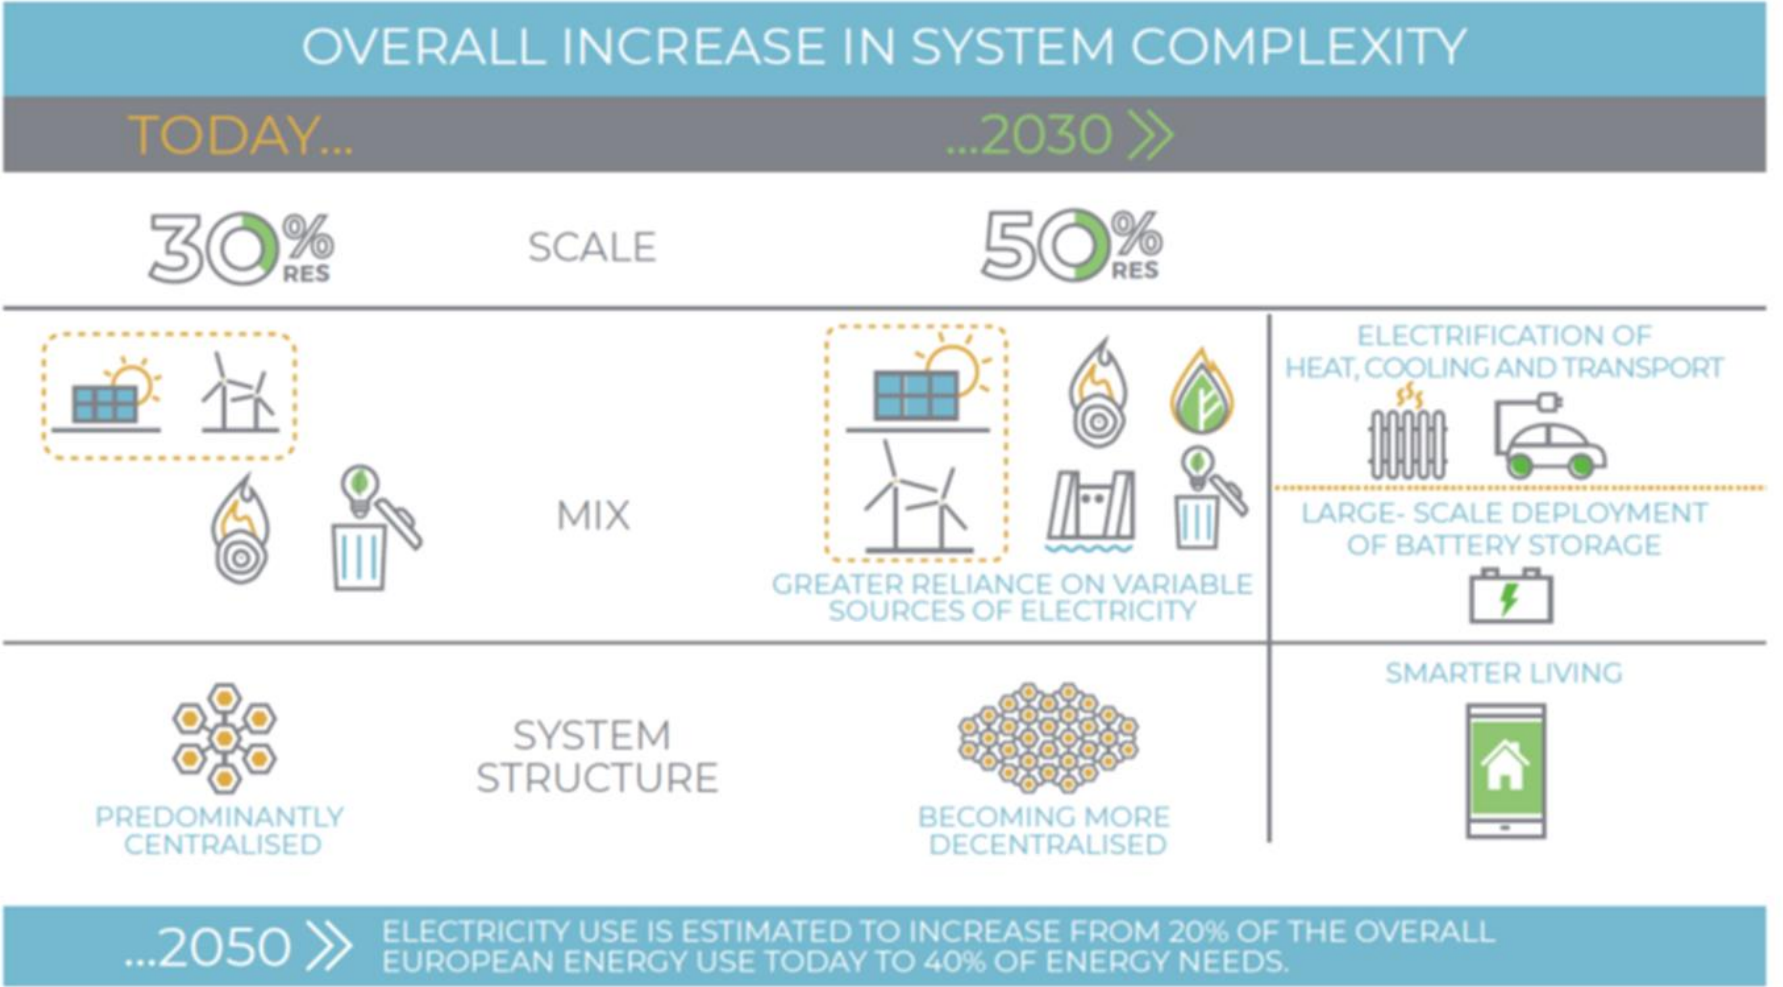 OVERALL INCREASE IN SYSTEM COMPLEXITY
TODAY...
...2030
30%
RES
SCALE
50%
RES
MIX
GREATER RELIANCE ON VARIABLE
SOURCES OF ELECTRICITY
ELECTRIFICATION OF
HEAT, COOLING AND TRANSPORT
LARGE- SCALE DEPLOYMENT
OF BATTERY STORAGE
PREDOMINANTLY
CENTRALISED
SYSTEM
STRUCTURE
BECOMING MORE
DECENTRALISED
SMARTER LIVING
...2050
ELECTRICITY USE IS ESTIMATED TO INCREASE FROM 20% OF THE OVERALL
EUROPEAN ENERGY USE TODAY TO 40% OF ENERGY NEEDS.